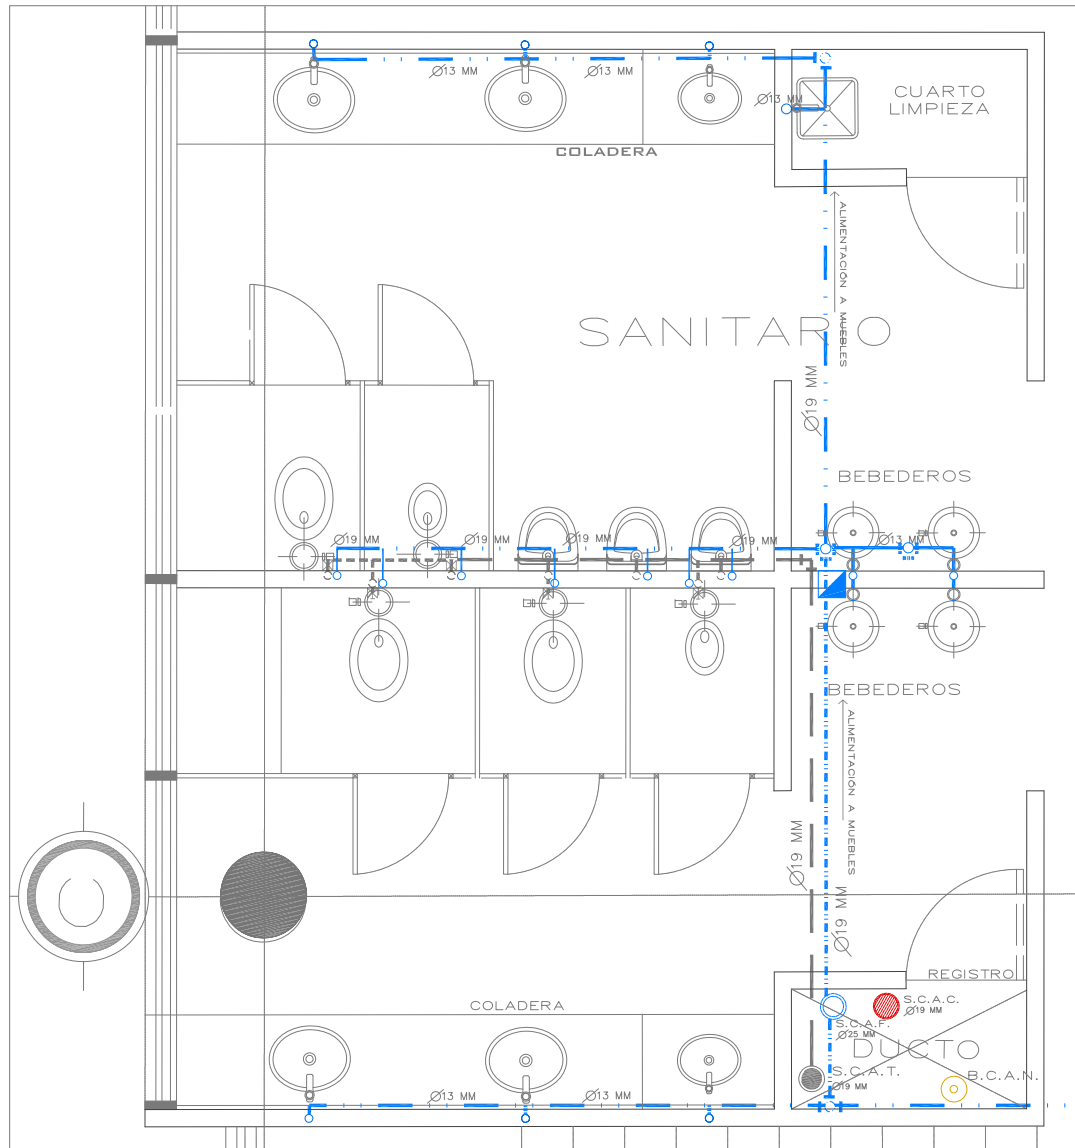 Ø13 MM
Ø13 MM
Ø13 MM
CUARTO
LIMPIEZA
COLADERA
ALIMENTACIÓN A MUEBLES
SANITARIO
Ø19 MM
BEBEDEROS
Ø19 MM
Ø19 MM
Ø19 MM
Ø19 MM
Ø13 MM
BEBEDEROS
ALIMENTACIÓN A MUEBLES
Ø19 MM
Ø19 MM
REGISTRO
COLADERA
S.C.A.C.
Ø19 MM
S.C.A.F.
Ø25 MM
DUCTO
S.C.A.T.
Ø19 MM
B.C.A.N.
Ø13 MM
Ø13 MM